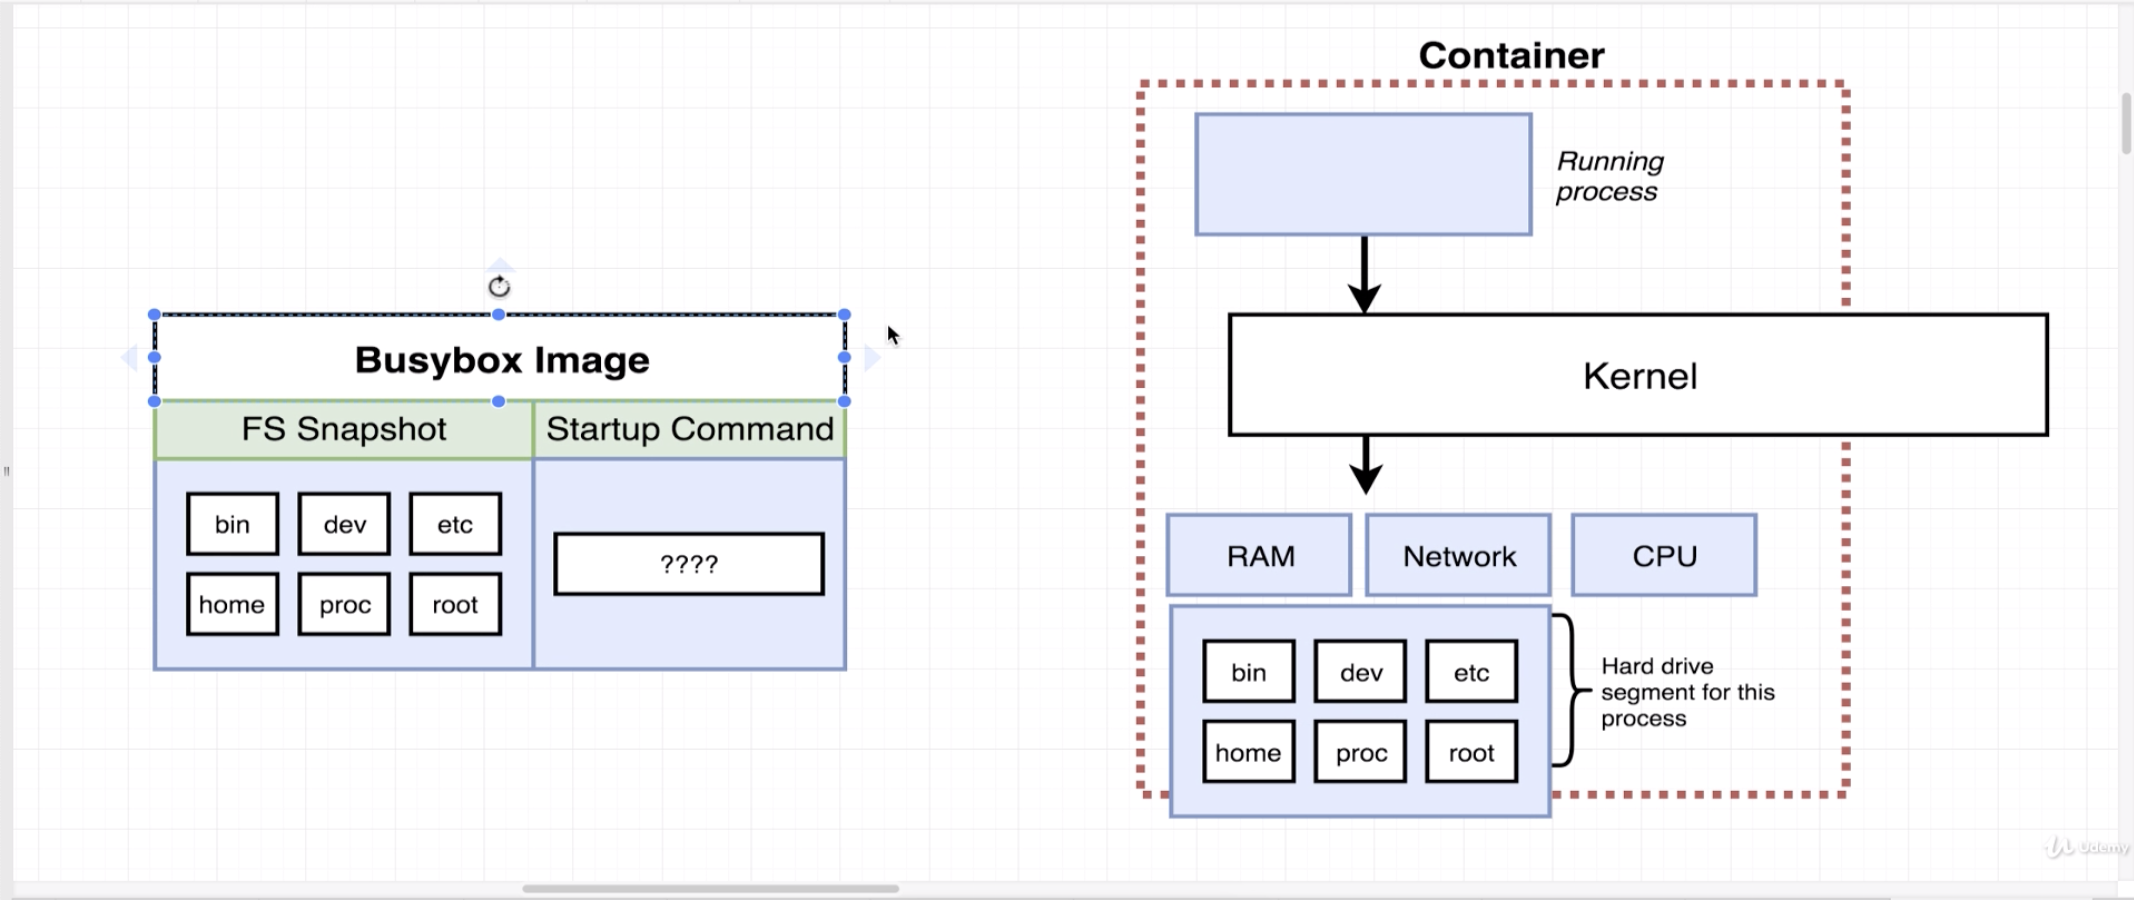 Container
Running
process
Busybox Image
Kernel
FS Snapshot
Startup Command
bin
dev
etc
????
home
proc
root
RAM
Network
CPU
bin
dev
etc
Hard drive
segment for this
process
home
proc
root
Udemy